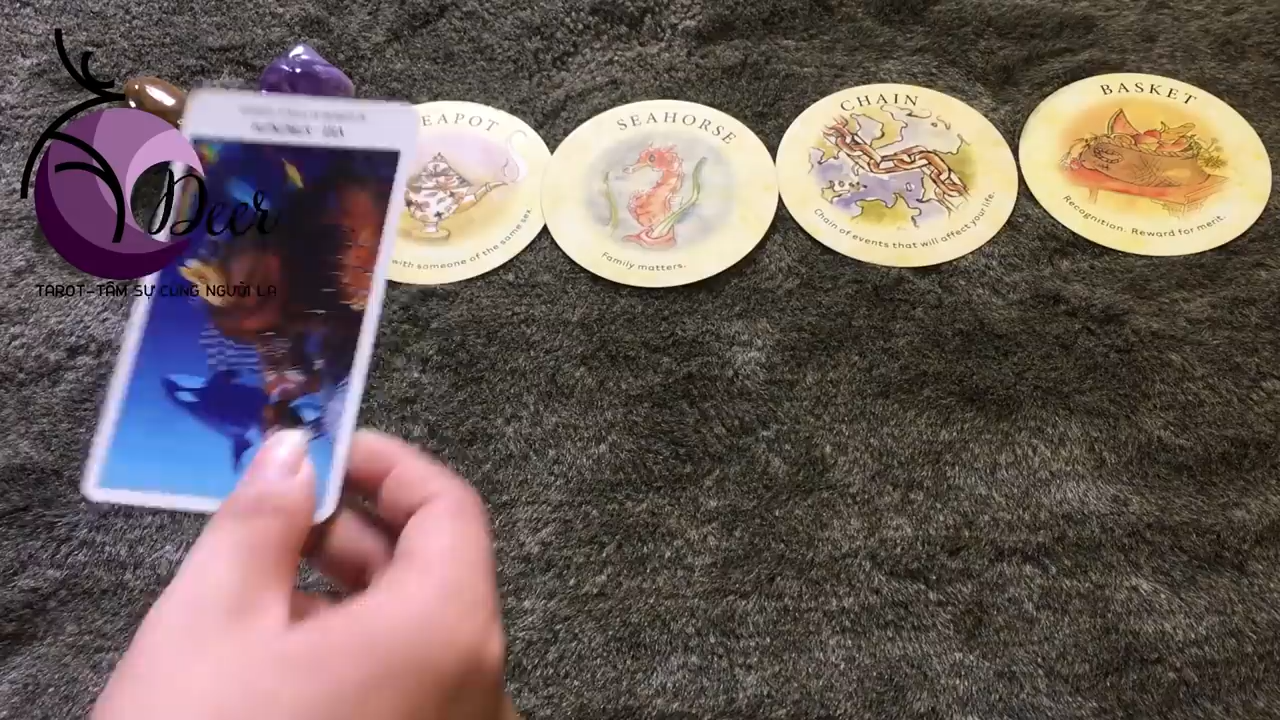 Deer
TAROT-TÂM SỰ CÙNG NGƯỜI LẠ
EAPOT
with someone of the same sex.
SEAHORSE
Family matters.
CHAIN
Chain of events that will affect your life.
BASKET
Recognition. Reward for merit.